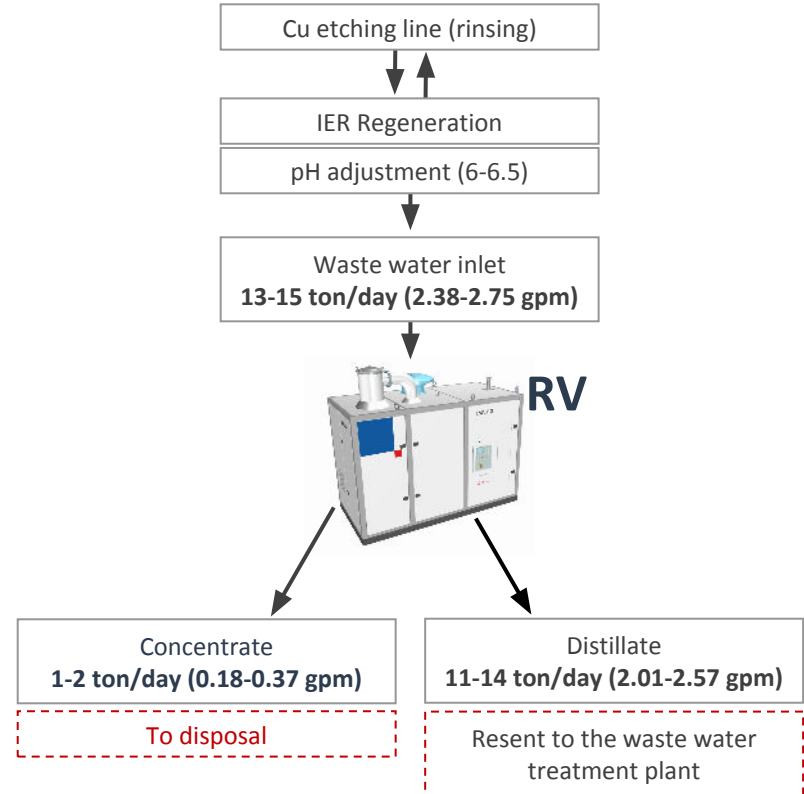 Cu etching line (rinsing)
IER Regeneration
pH adjustment (6-6.5)
Waste water inlet
13-15 ton/day (2.38-2.75 gpm)
RV
Concentrate
1-2 ton/day (0.18-0.37 gpm)
Distillate
11-14 ton/day (2.01-2.57 gpm)
To disposal
Resent to the waste water
treatment plant